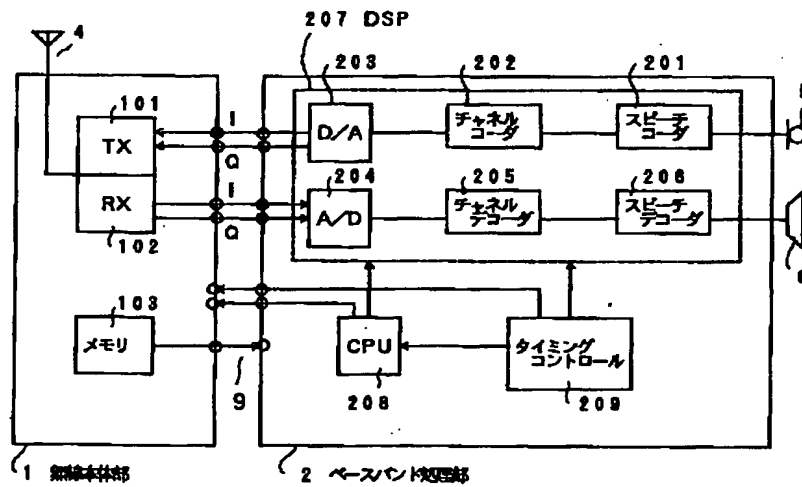 207 DSP
4
203
202
201
101
TX
I
Q
D/A
チャネル
コーダ
スピーチ
コーダ
204
205
206
RX
I
Q
A/D
チャネル
デコーダ
スピーチ
デコーダ
102
103
メモリ
CPU
タイミング
コントロール
9
208
209
1 無線本体部
2 ベースバンド処理部